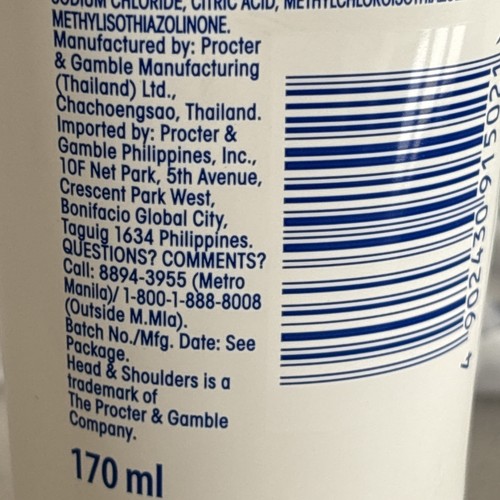 SODIUM CHLORIDE, CITRIC ACID,
METHYLISOTHIAZOLINONE.
Manufactured by: Procter
& Gamble Manufacturing
(Thailand) Ltd.,
Chachoengsao, Thailand.
Imported by: Procter &
Gamble Philippines, Inc.,
10F Net Park, 5th Avenue,
Crescent Park West,
Bonifacio Global City,
Taguig 1634 Philippines.
QUESTIONS? COMMENTS?
Call: 8894-3955 (Metro
Manila)/ 1-800-1-888-8008
(Outside M.Mla).
Batch No./Mfg. Date: See
Package.
Head & Shoulders is a
trademark of
The Procter & Gamble
Company.
170 ml